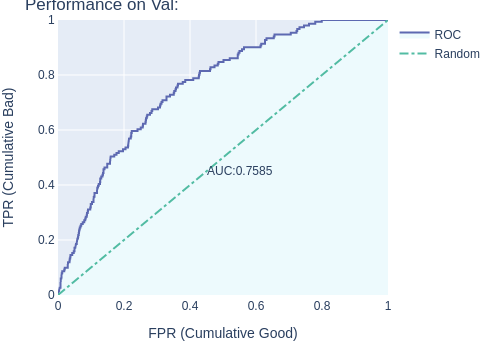 Performance on Val:
1
0.8
0.6
0.4
0.2
0
0
0.2
0.4
0.6
0.8
1
TPR (Cumulative Bad)
FPR (Cumulative Good)
AUC:0.7585
ROC
Random